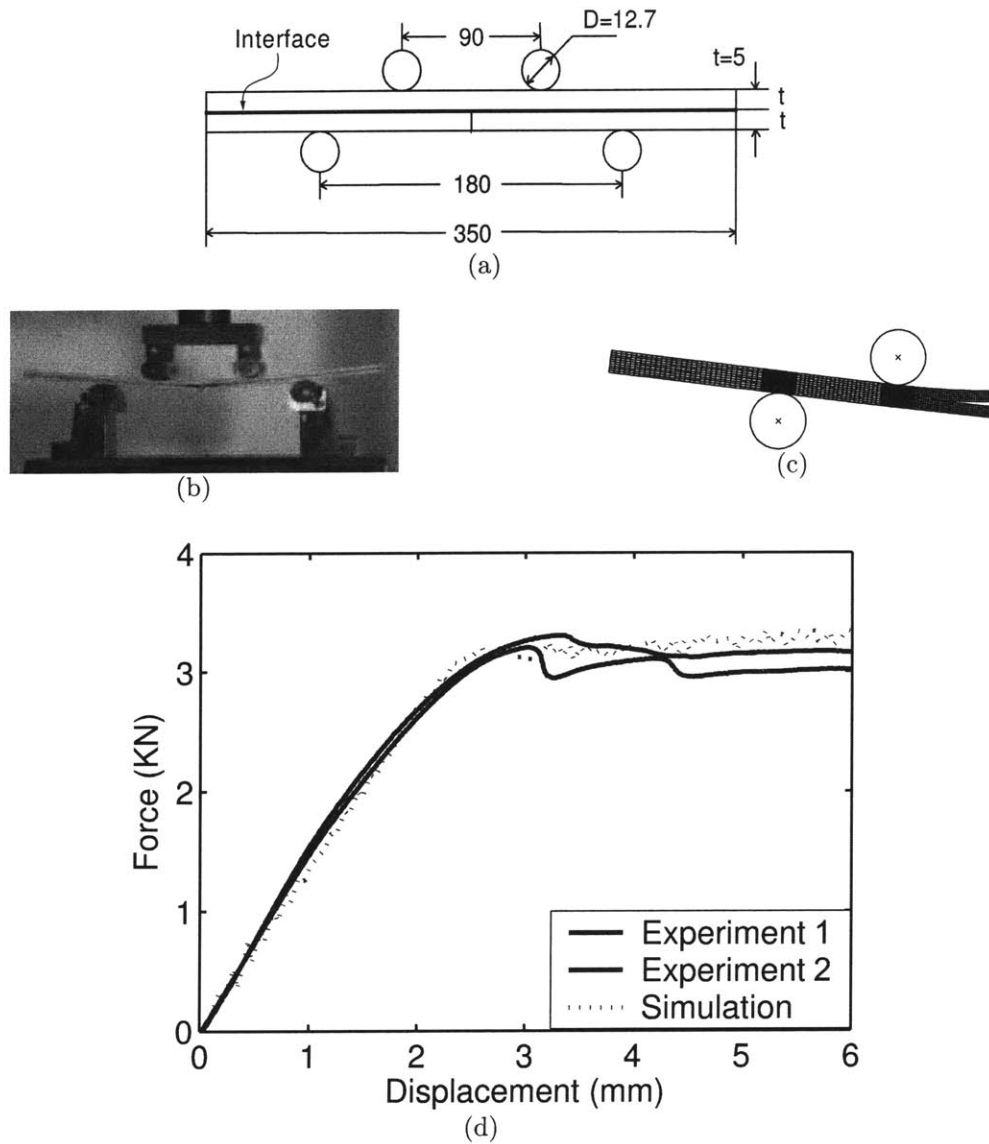 D=12.7
90
Interface
t=5
t
t
180
350
(a)
(b)
(c)
Force (KN)
4
3
2
1
0
0 1 2 3 4 5 6
Experiment 1
Experiment 2
Simulation
Displacement (mm)
(d)